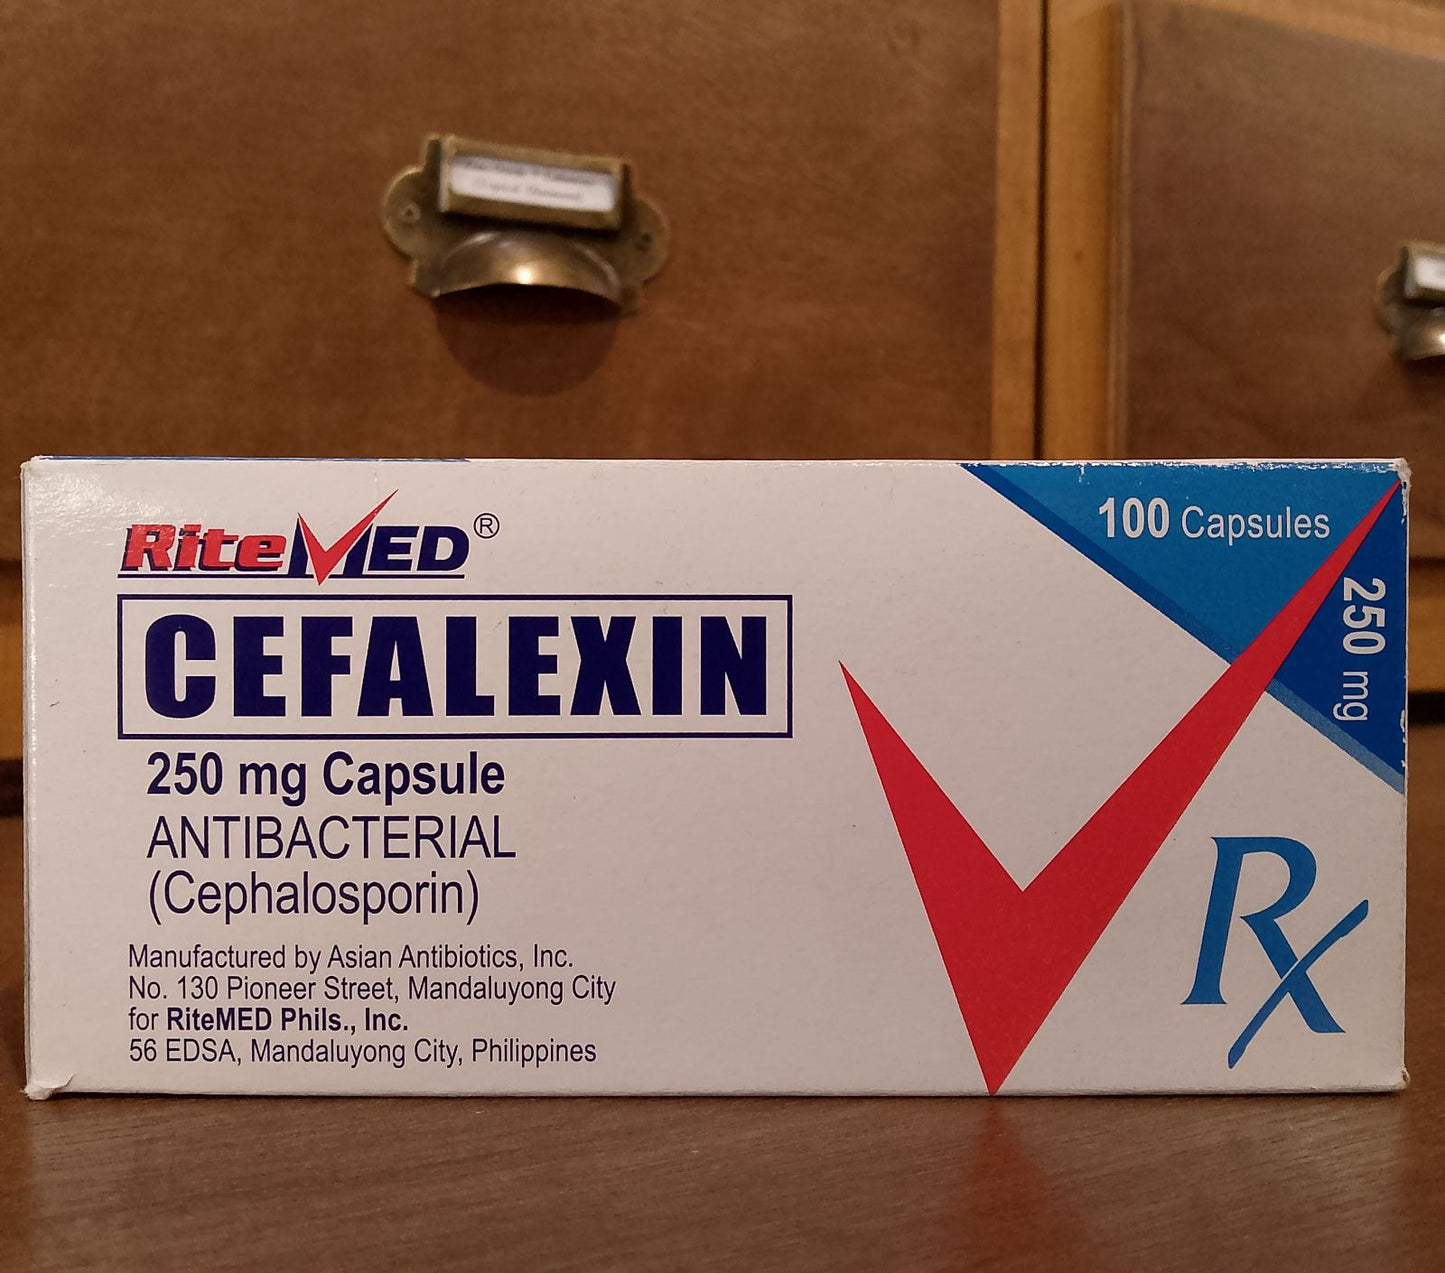 RiteMED®
CEFALEXIN
250 mg Capsule
ANTIBACTERIAL
(Cephalosporin)
Manufactured by Asian Antibiotics, Inc.
No. 130 Pioneer Street, Mandaluyong City
for RiteMED Phils., Inc.
56 EDSA, Mandaluyong City, Philippines
100 Capsules
250 mg
Rx